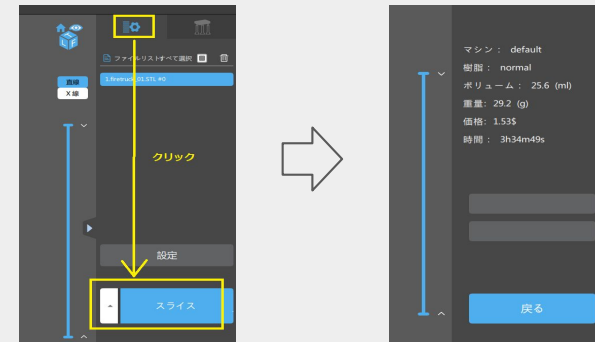 ファイルリストすべて選択
直線
X 線
1.firetruck_01.STL #0
クリック
設定
スライス
マシン： default
樹脂： normal
ボリューム： 25.6 (ml)
重量: 29.2 (g)
価格: 1.53$
時間： 3h34m49s
戻る